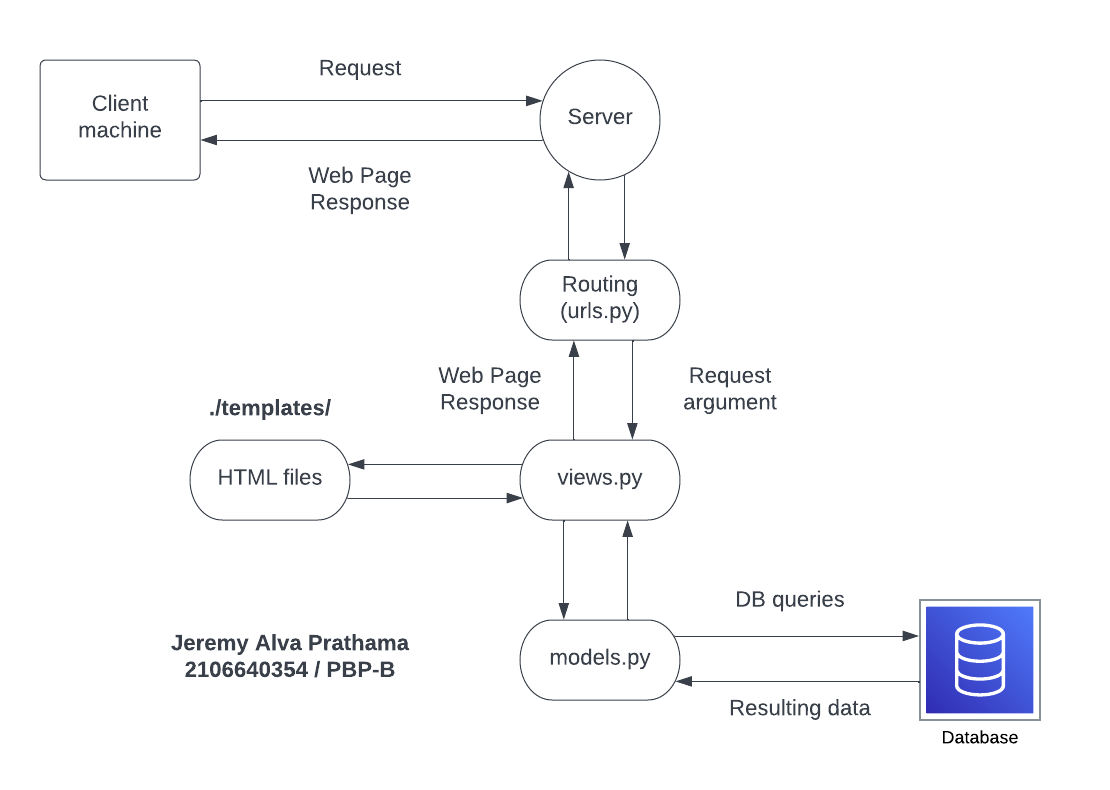 Request
Client
machine
Server
Web Page
Response
Routing
(urls.py)
Web Page
Response
Request
argument
./templates/
HTML files
views.py
DB queries
Jeremy Alva Prathama
2106640354 / PBP-B
models.py
Resulting data
Database